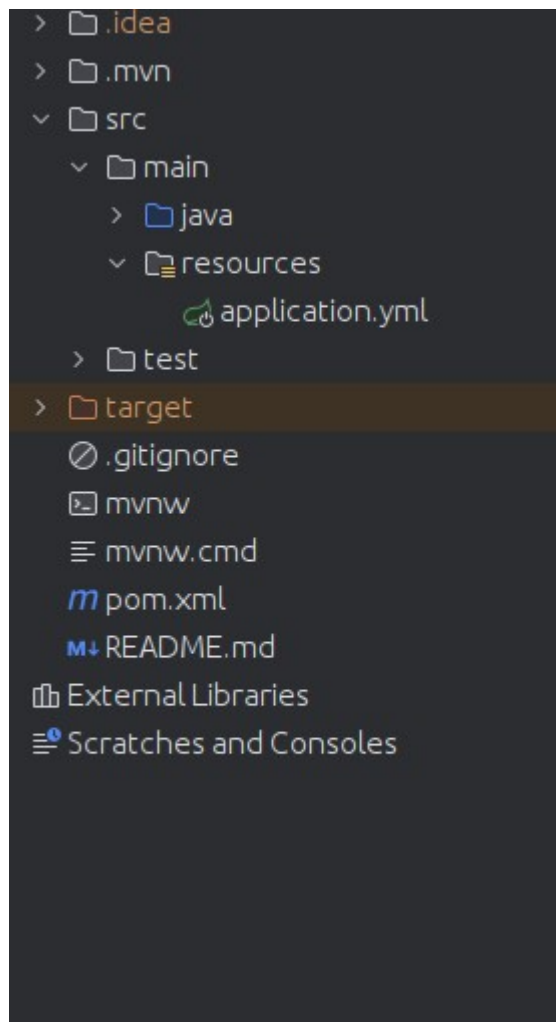 .idea
.mvn
src
main
java
resources
application.yml
test
target
.gitignore
mvnw
mvnw.cmd
m pom.xml
M↓ README.md
External Libraries
Scratches and Consoles